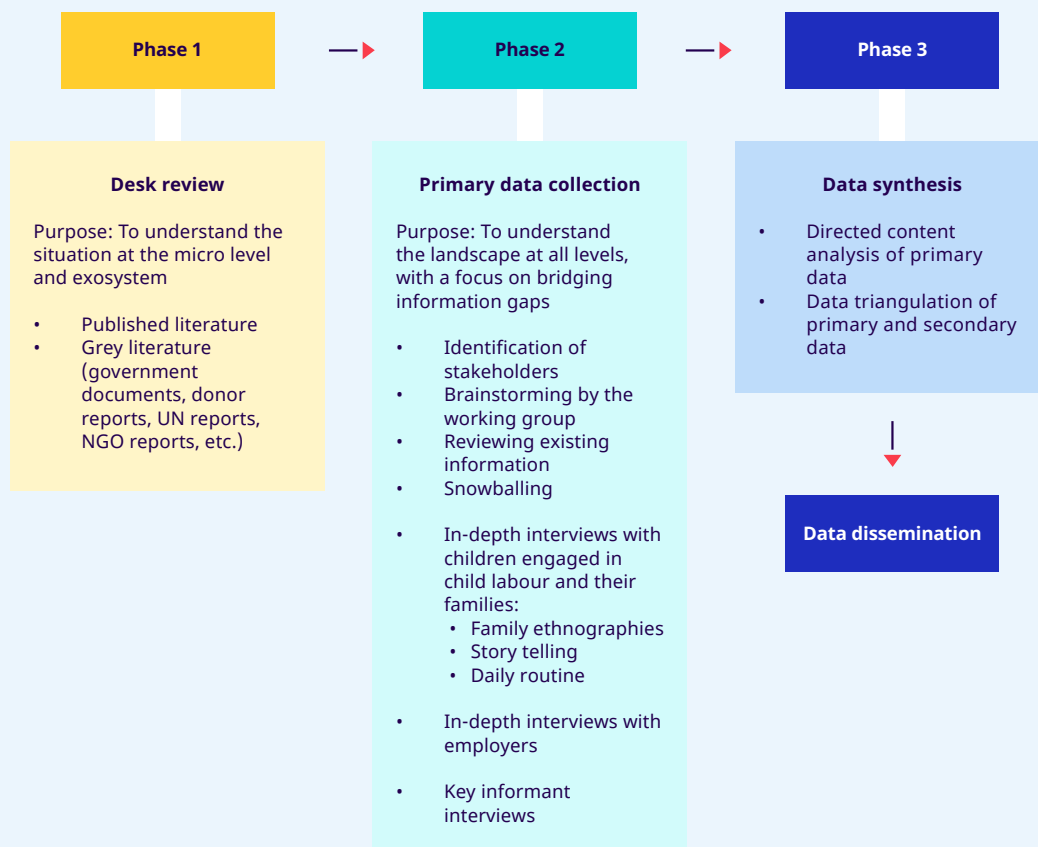 Phase 1
Phase 2
Phase 3
Desk review
Purpose: To understand the
situation at the micro level
and exosystem
• Published literature
• Grey literature
(government
documents, donor
reports, UN reports,
NGO reports, etc.)
Primary data collection
Purpose: To understand
the landscape at all levels,
with a focus on bridging
information gaps
• Identification of
stakeholders
• Brainstorming by the
working group
• Reviewing existing
information
• Snowballing
• In-depth interviews with
children engaged in
child labour and their
families:
• Family ethnographies
• Story telling
• Daily routine
• In-depth interviews with
employers
• Key informant
interviews
Data synthesis
• Directed content
analysis of primary
data
• Data triangulation of
primary and secondary
data
Data dissemination